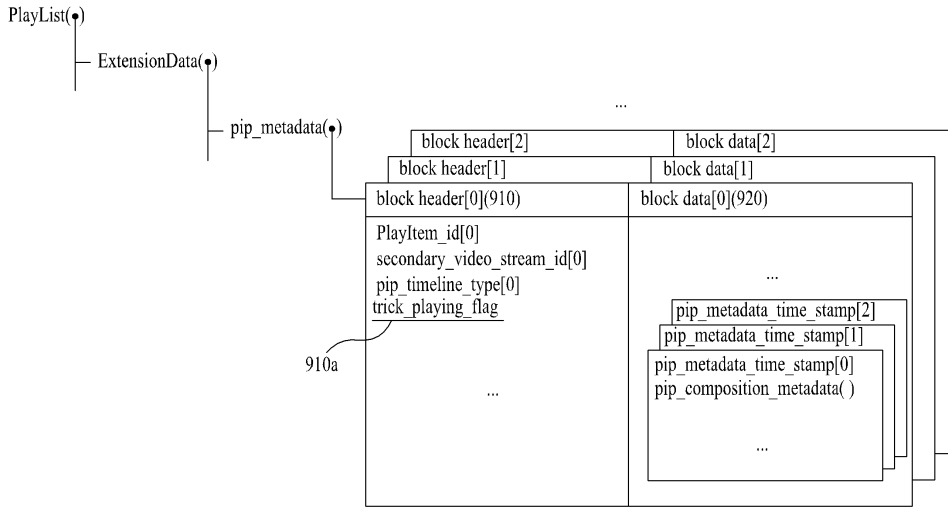 PlayList(•)
ExtensionData(•)
pip_metadata(•)
...
block header[2] block data[2]
block header[1] block data[1]
block header[0](910) block data[0](920)
PlayItem_id[0]
secondary_video_stream_id[0]
pip_timeline_type[0]
trick_playing_flag
910a
...
...
pip_metadata_time_stamp[2]
pip_metadata_time_stamp[1]
pip_metadata_time_stamp[0]
pip_composition_metadata( )
...